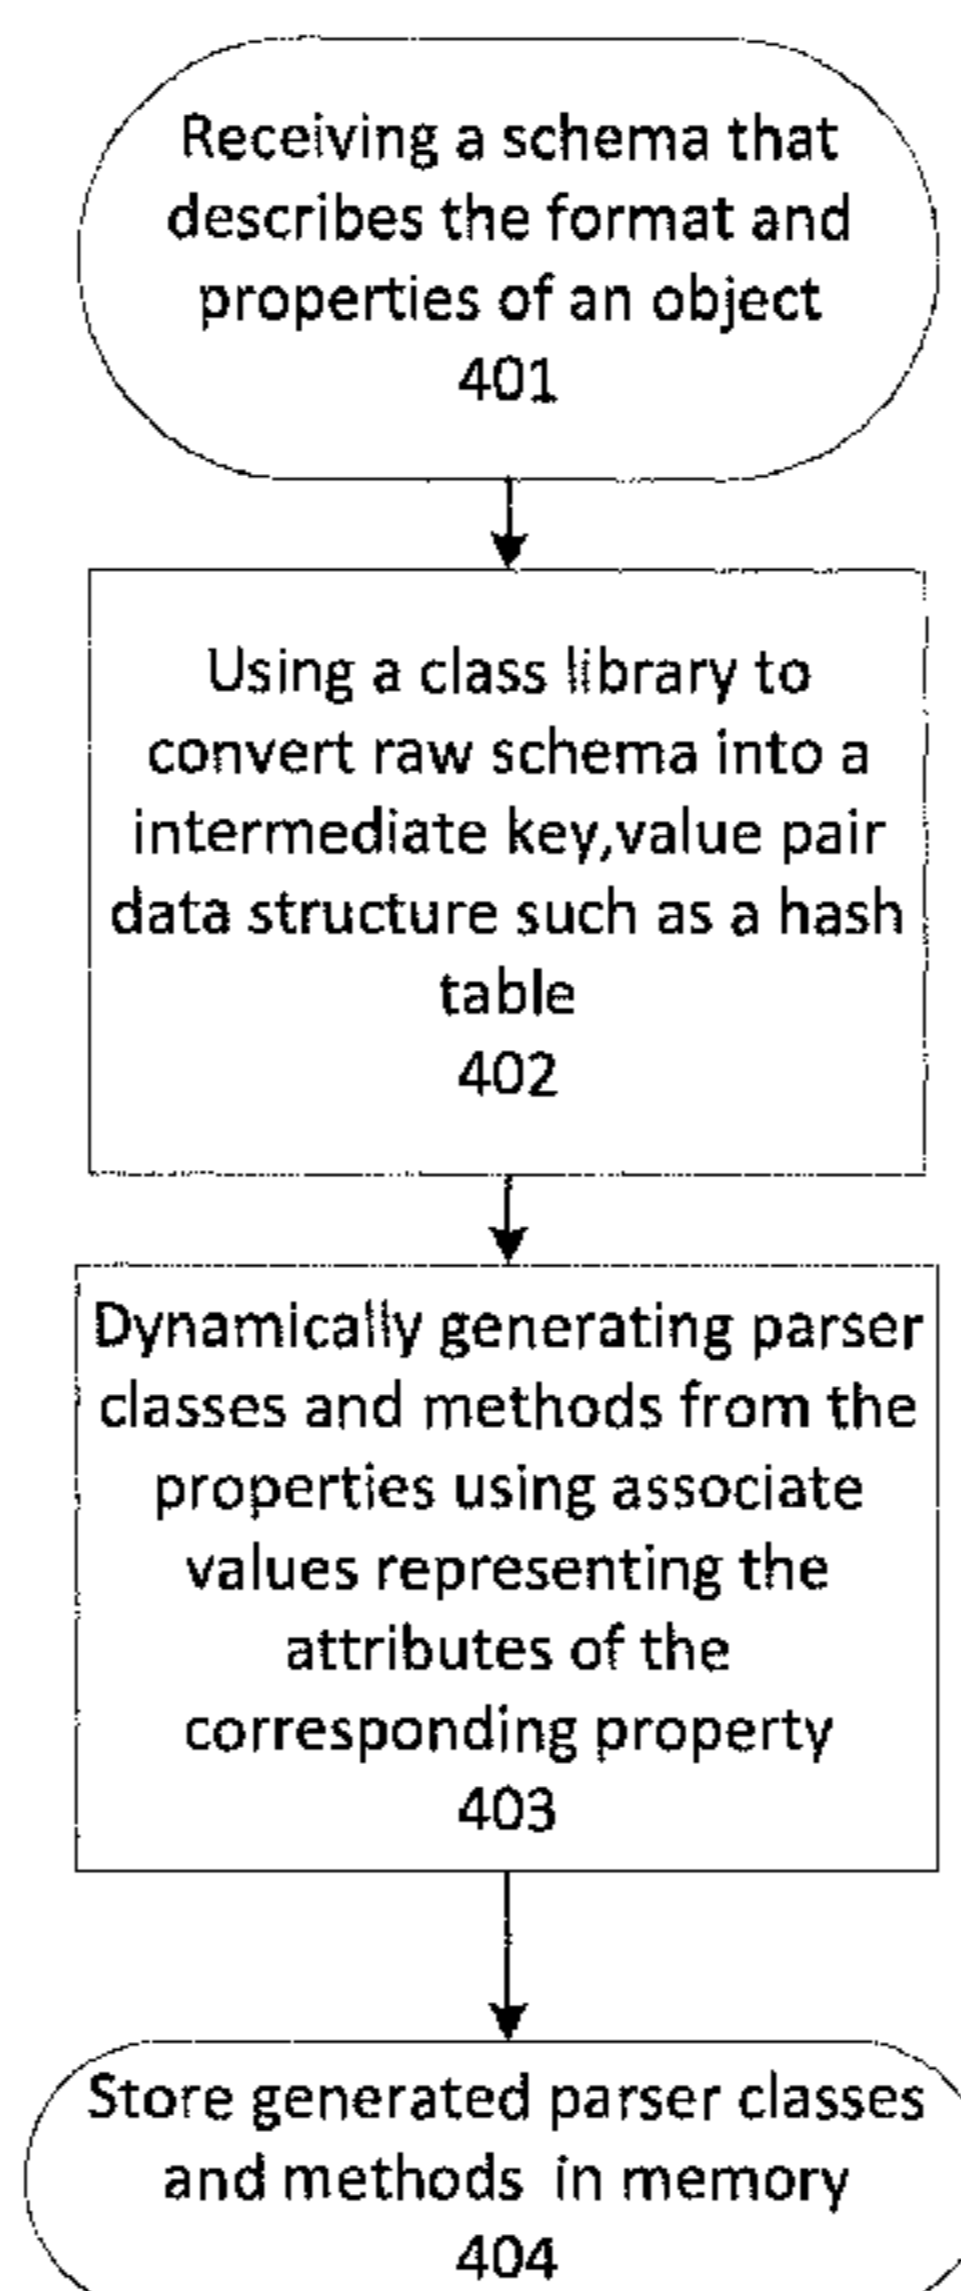 Receiving a schema that
describes the format and
properties of an object
401
Using a class library to
convert raw schema into a
intermediate key,value pair
data structure such as a hash
table
402
Dynamically generating parser
classes and methods from the
properties using associate
values representing the
attributes of the
corresponding property
403
Store generated parser classes
and methods in memory
404